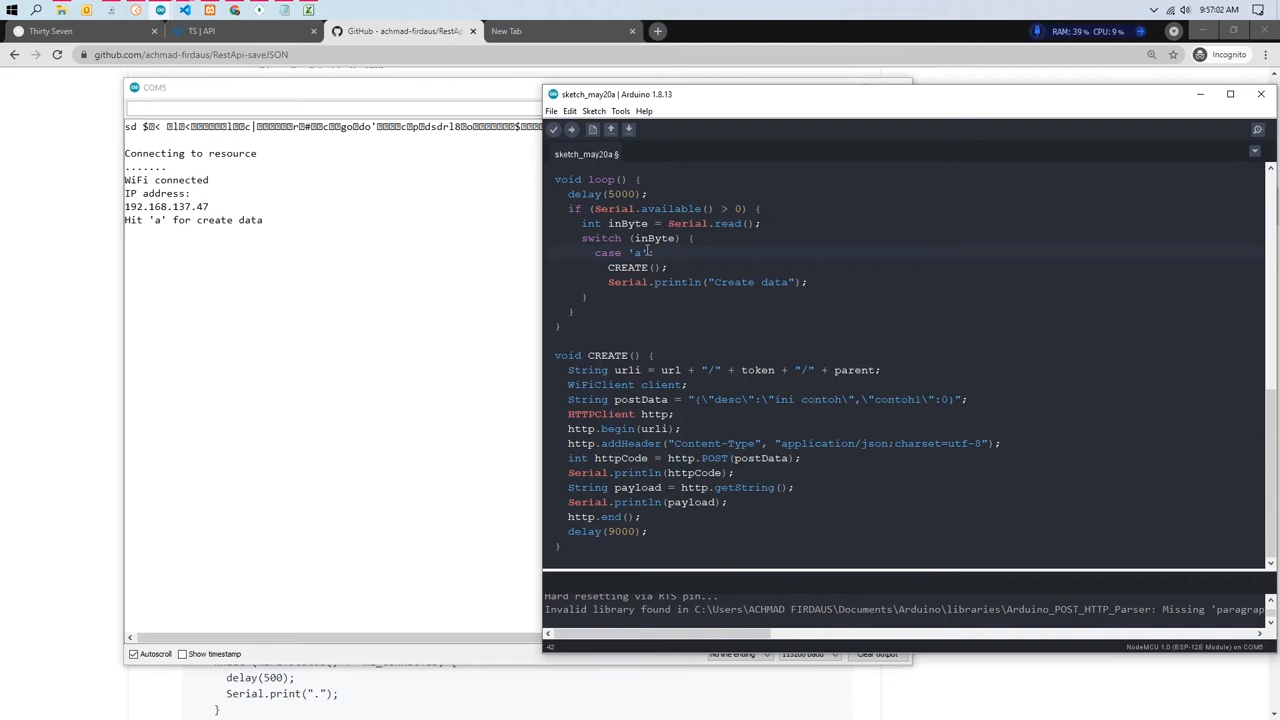 9:57:02 AM
Thirty Seven
TS | API
GitHub - achmad-firdaus/RestAp
New Tab
RAM: 39 % CPU: 9 %
github.com/achmad-firdaus/RestApi-saveJSON
Incognito
COM5
Connecting to resource
.......
WiFi connected
IP address:
192.168.137.47
Hit 'a' for create data
Autoscroll
Show timestamp
No line ending
115200 baud
Clear output
sketch_may20a | Arduino 1.8.13
File Edit Sketch Tools Help
sketch_may20a §
void loop() {
delay(5000);
if (Serial.available() > 0) {
int inByte = Serial.read();
switch (inByte) {
case 'a':
CREATE();
Serial.println("Create data");
}
}
}
void CREATE() {
String urli = url + "/" + token + "/" + parent;
WiFiClient client;
String postData = "{\"desc\":\"ini contoh\",\"contoh1\":0}";
HTTPClient http;
http.begin(urli);
http.addHeader("Content-Type", "application/json;charset=utf-8");
int httpCode = http.POST(postData);
Serial.println(httpCode);
String payload = http.getString();
Serial.println(payload);
http.end();
delay(9000);
}
Hard resetting via RTS pin...
Invalid library found in C:\Users\ACHMAD FIRDAUS\Documents\Arduino\libraries\Arduino_POST_HTTP_Parser: Missing 'paragrap
42
NodeMCU 1.0 (ESP-12E Module) on COM5
delay(500);
Serial.print(".");
}